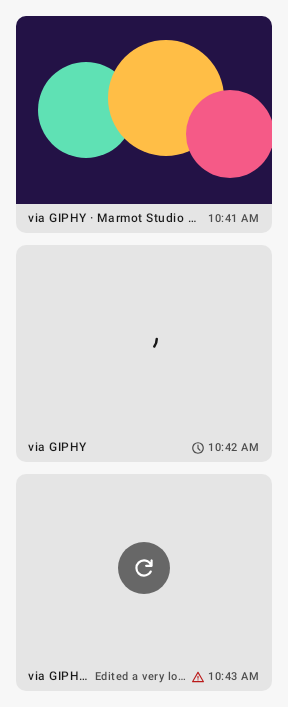 via GIPHY · Marmot Studio … 10:41 AM
via GIPHY 10:42 AM
via GIPH… Edited a very lo… 10:43 AM